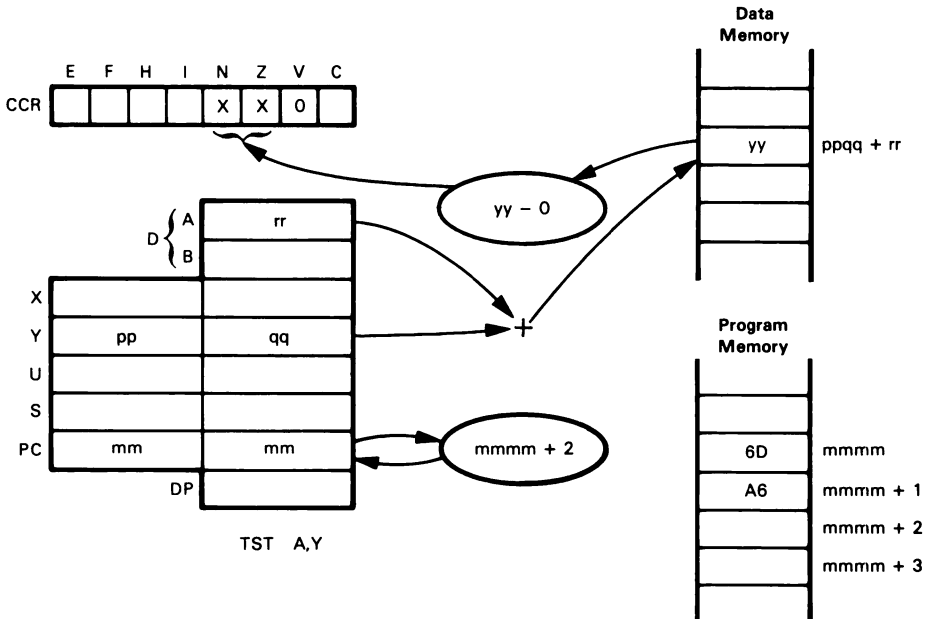 Data
Memory
E F H I N Z V C
CCR X X 0
yy ppqq + rr
yy − 0
D { A rr
B
X
Y pp qq
+
U
S
PC mm mm
mmmm + 2
DP
TST A,Y
Program
Memory
6D mmmm
A6 mmmm + 1
mmmm + 2
mmmm + 3